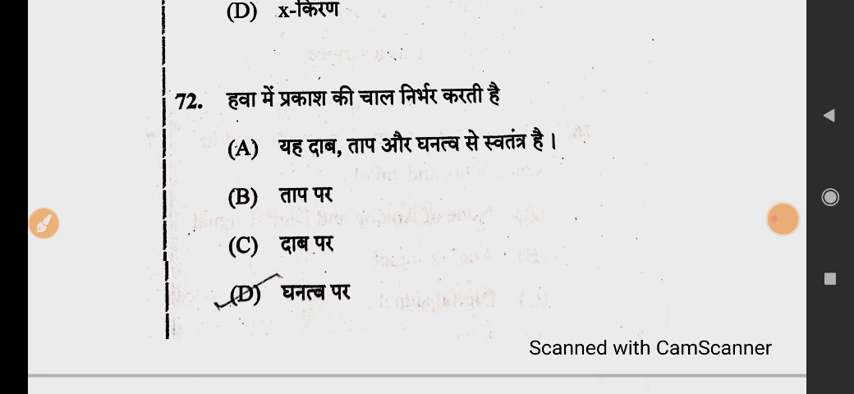 (D) x-किरण
72. हवा में प्रकाश की चाल निर्भर करती है
(A) यह दाब, ताप और घनत्व से स्वतंत्र है।
(B) ताप पर
(C) दाब पर
(D) घनत्व पर
Scanned with CamScanner